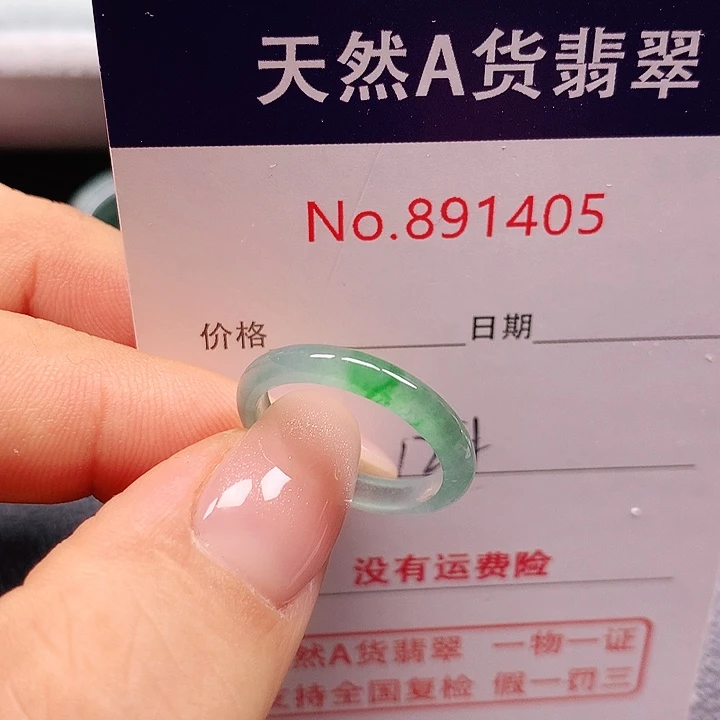 天然A货翡翠
No.891405
价格 日期
没有运费险
然A货翡翠 一物一证
支持全国复检 假一罚三